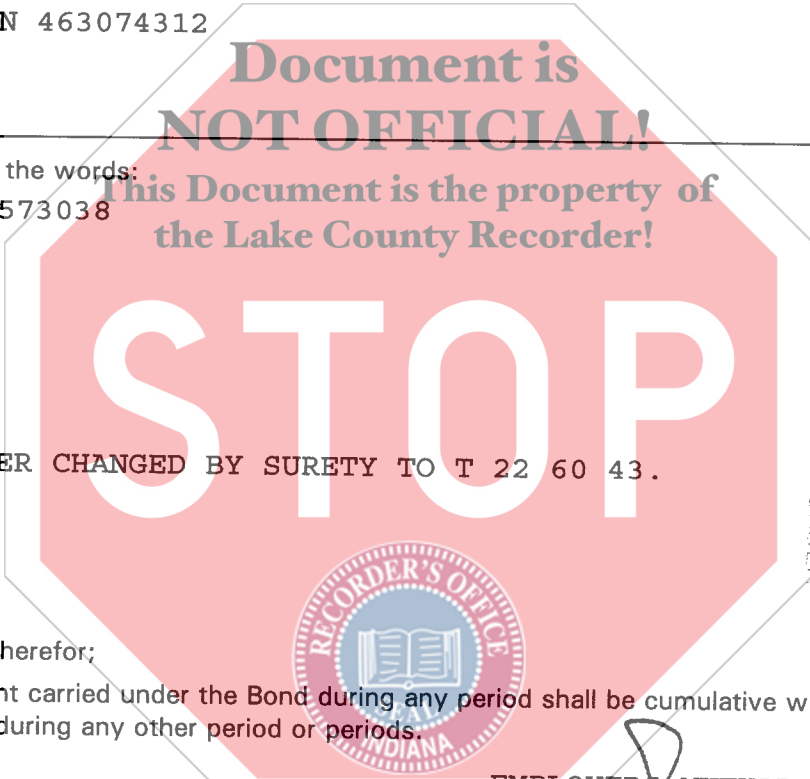 N 463074312
Document is
NOT OFFICIAL!
the words:
This Document is the property of
573038
the Lake County Recorder!
STOP
ER CHANGED BY SURETY TO T 22 60 43.
RECORDER'S OFFICE
SEAL
INDIANA
herefor;
nt carried under the Bond during any period shall be cumulative w
during any other period or periods.